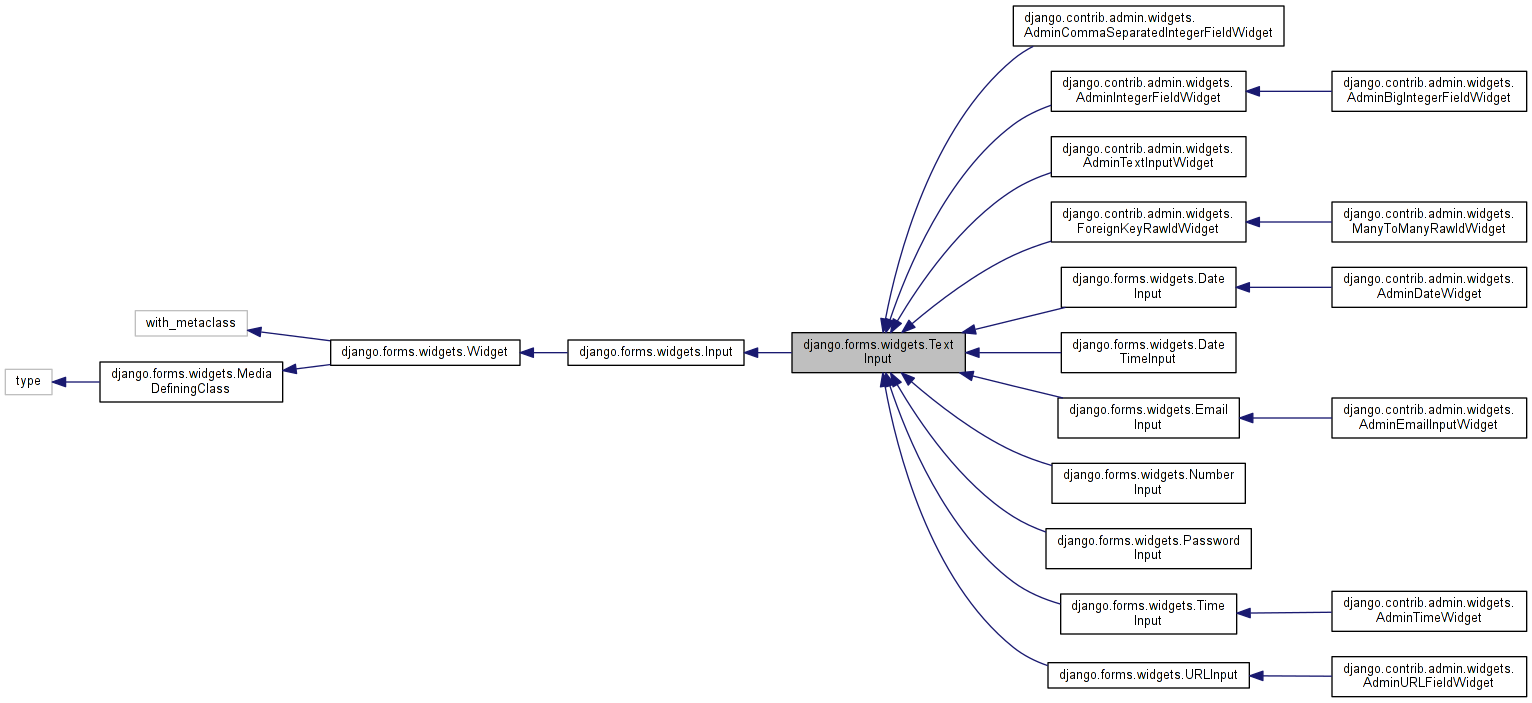 type
with_metaclass
django.forms.widgets.Media
DefiningClass
django.forms.widgets.Widget
django.forms.widgets.Input
django.forms.widgets.Text
Input
django.contrib.admin.widgets.
AdminCommaSeparatedIntegerFieldWidget
django.contrib.admin.widgets.
AdminIntegerFieldWidget
django.contrib.admin.widgets.
AdminBigIntegerFieldWidget
django.contrib.admin.widgets.
AdminTextInputWidget
django.contrib.admin.widgets.
ForeignKeyRawIdWidget
django.contrib.admin.widgets.
ManyToManyRawIdWidget
django.forms.widgets.Date
Input
django.contrib.admin.widgets.
AdminDateWidget
django.forms.widgets.Date
TimeInput
django.forms.widgets.Email
Input
django.contrib.admin.widgets.
AdminEmailInputWidget
django.forms.widgets.Number
Input
django.forms.widgets.Password
Input
django.forms.widgets.Time
Input
django.contrib.admin.widgets.
AdminTimeWidget
django.forms.widgets.URLInput
django.contrib.admin.widgets.
AdminURLFieldWidget